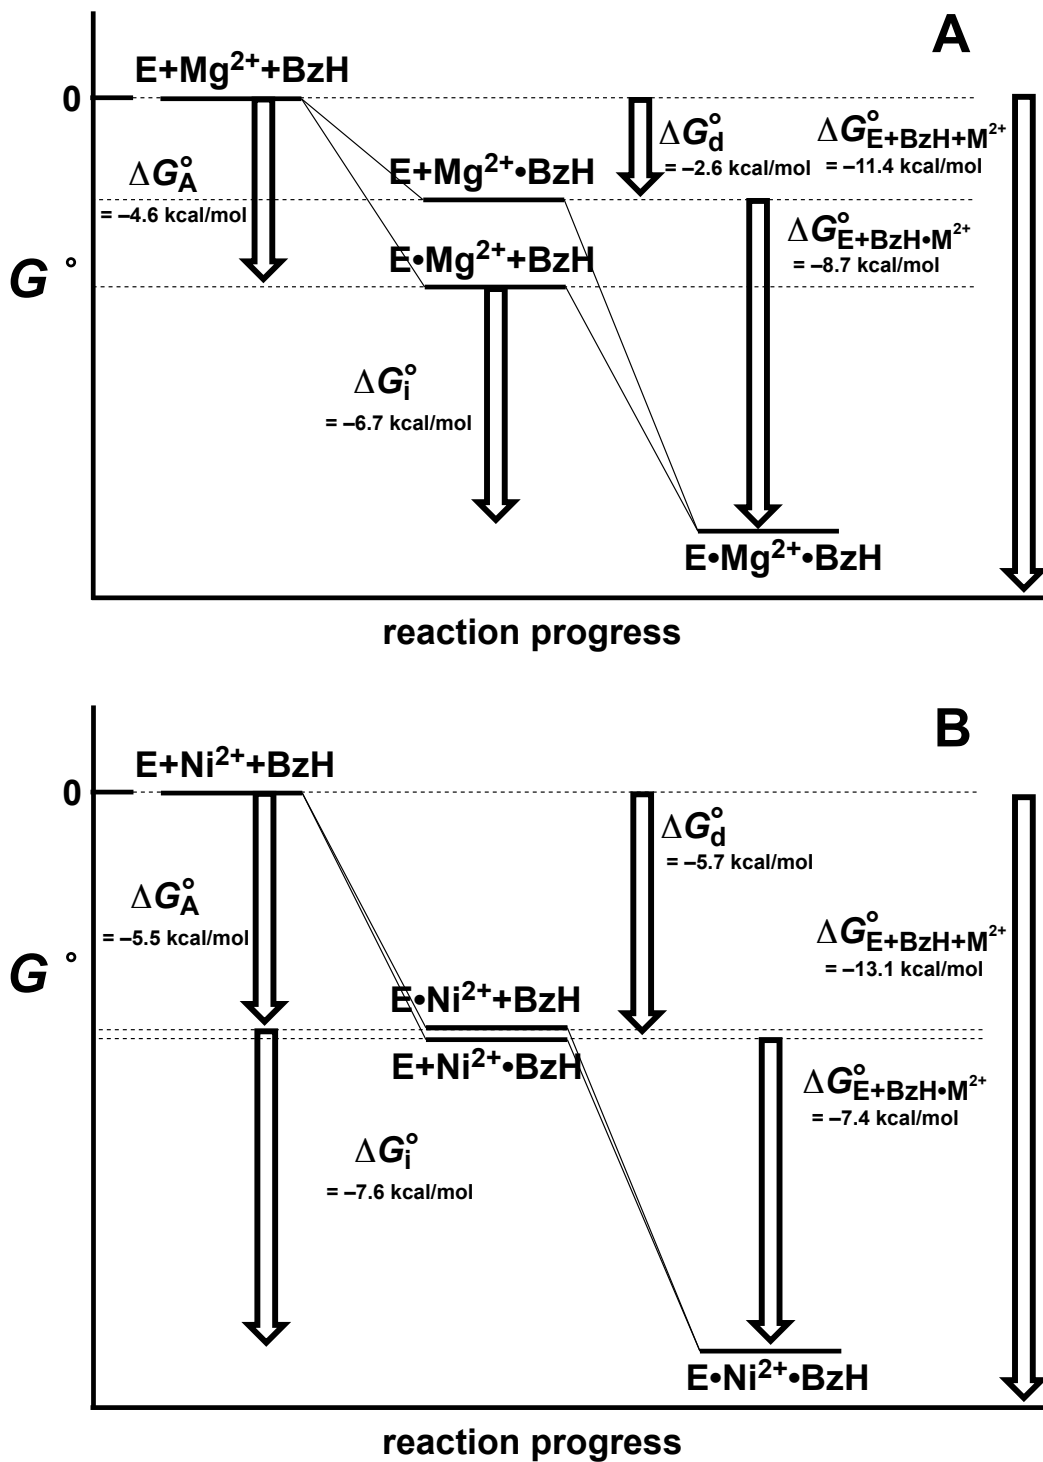 A
E+Mg²⁺+BzH
0
ΔG°A
= –4.6 kcal/mol
ΔG°d
= –2.6 kcal/mol
ΔG°E+BzH+M²⁺
= –11.4 kcal/mol
E+Mg²⁺•BzH
ΔG°E+BzH•M²⁺
= –8.7 kcal/mol
E•Mg²⁺+BzH
G °
ΔG°i
= –6.7 kcal/mol
E•Mg²⁺•BzH
reaction progress
B
E+Ni²⁺+BzH
0
ΔG°d
= –5.7 kcal/mol
ΔG°A
= –5.5 kcal/mol
ΔG°E+BzH+M²⁺
= –13.1 kcal/mol
G °
E•Ni²⁺+BzH
E+Ni²⁺•BzH
ΔG°E+BzH•M²⁺
= –7.4 kcal/mol
ΔG°i
= –7.6 kcal/mol
E•Ni²⁺•BzH
reaction progress